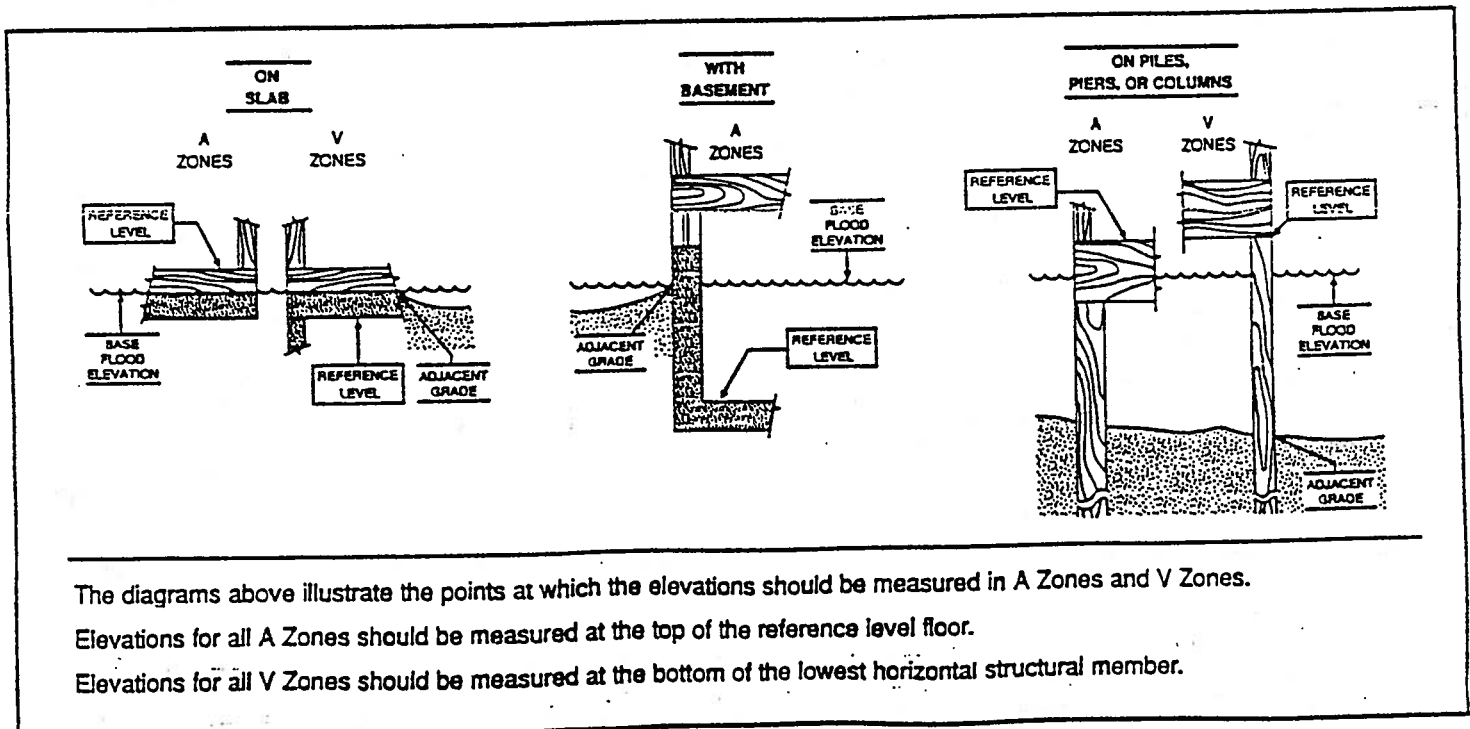 ON
SLAB
A
ZONES
V
ZONES
REFERENCE
LEVEL
BASE
FLOOD
ELEVATION
REFERENCE
LEVEL
ADJACENT
GRADE
WITH
BASEMENT
A
ZONES
BASE
FLOOD
ELEVATION
ADJACENT
GRADE
REFERENCE
LEVEL
ON PILES,
PIERS, OR COLUMNS
A
ZONES
V
ZONES
REFERENCE
LEVEL
REFERENCE
LEVEL
BASE
FLOOD
ELEVATION
ADJACENT
GRADE
The diagrams above illustrate the points at which the elevations should be measured in A Zones and V Zones.
Elevations for all A Zones should be measured at the top of the reference level floor.
Elevations for all V Zones should be measured at the bottom of the lowest horizontal structural member.